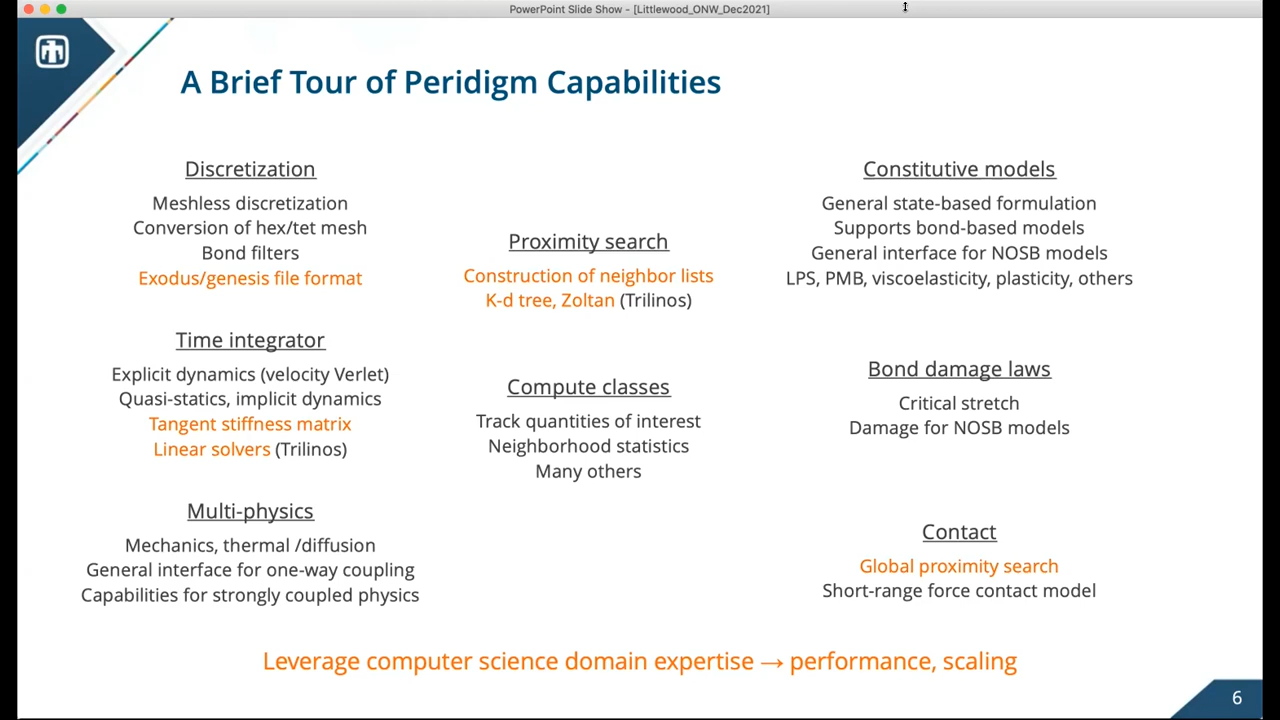 PowerPoint Slide Show - [Littlewood_ONW_Dec2021]
A Brief Tour of Peridigm Capabilities
Discretization
Meshless discretization
Conversion of hex/tet mesh
Bond filters
Exodus/genesis file format
Time integrator
Explicit dynamics (velocity Verlet)
Quasi-statics, implicit dynamics
Tangent stiffness matrix
Linear solvers (Trilinos)
Multi-physics
Mechanics, thermal /diffusion
General interface for one-way coupling
Capabilities for strongly coupled physics
Proximity search
Construction of neighbor lists
K-d tree, Zoltan (Trilinos)
Compute classes
Track quantities of interest
Neighborhood statistics
Many others
Constitutive models
General state-based formulation
Supports bond-based models
General interface for NOSB models
LPS, PMB, viscoelasticity, plasticity, others
Bond damage laws
Critical stretch
Damage for NOSB models
Contact
Global proximity search
Short-range force contact model
Leverage computer science domain expertise → performance, scaling
6